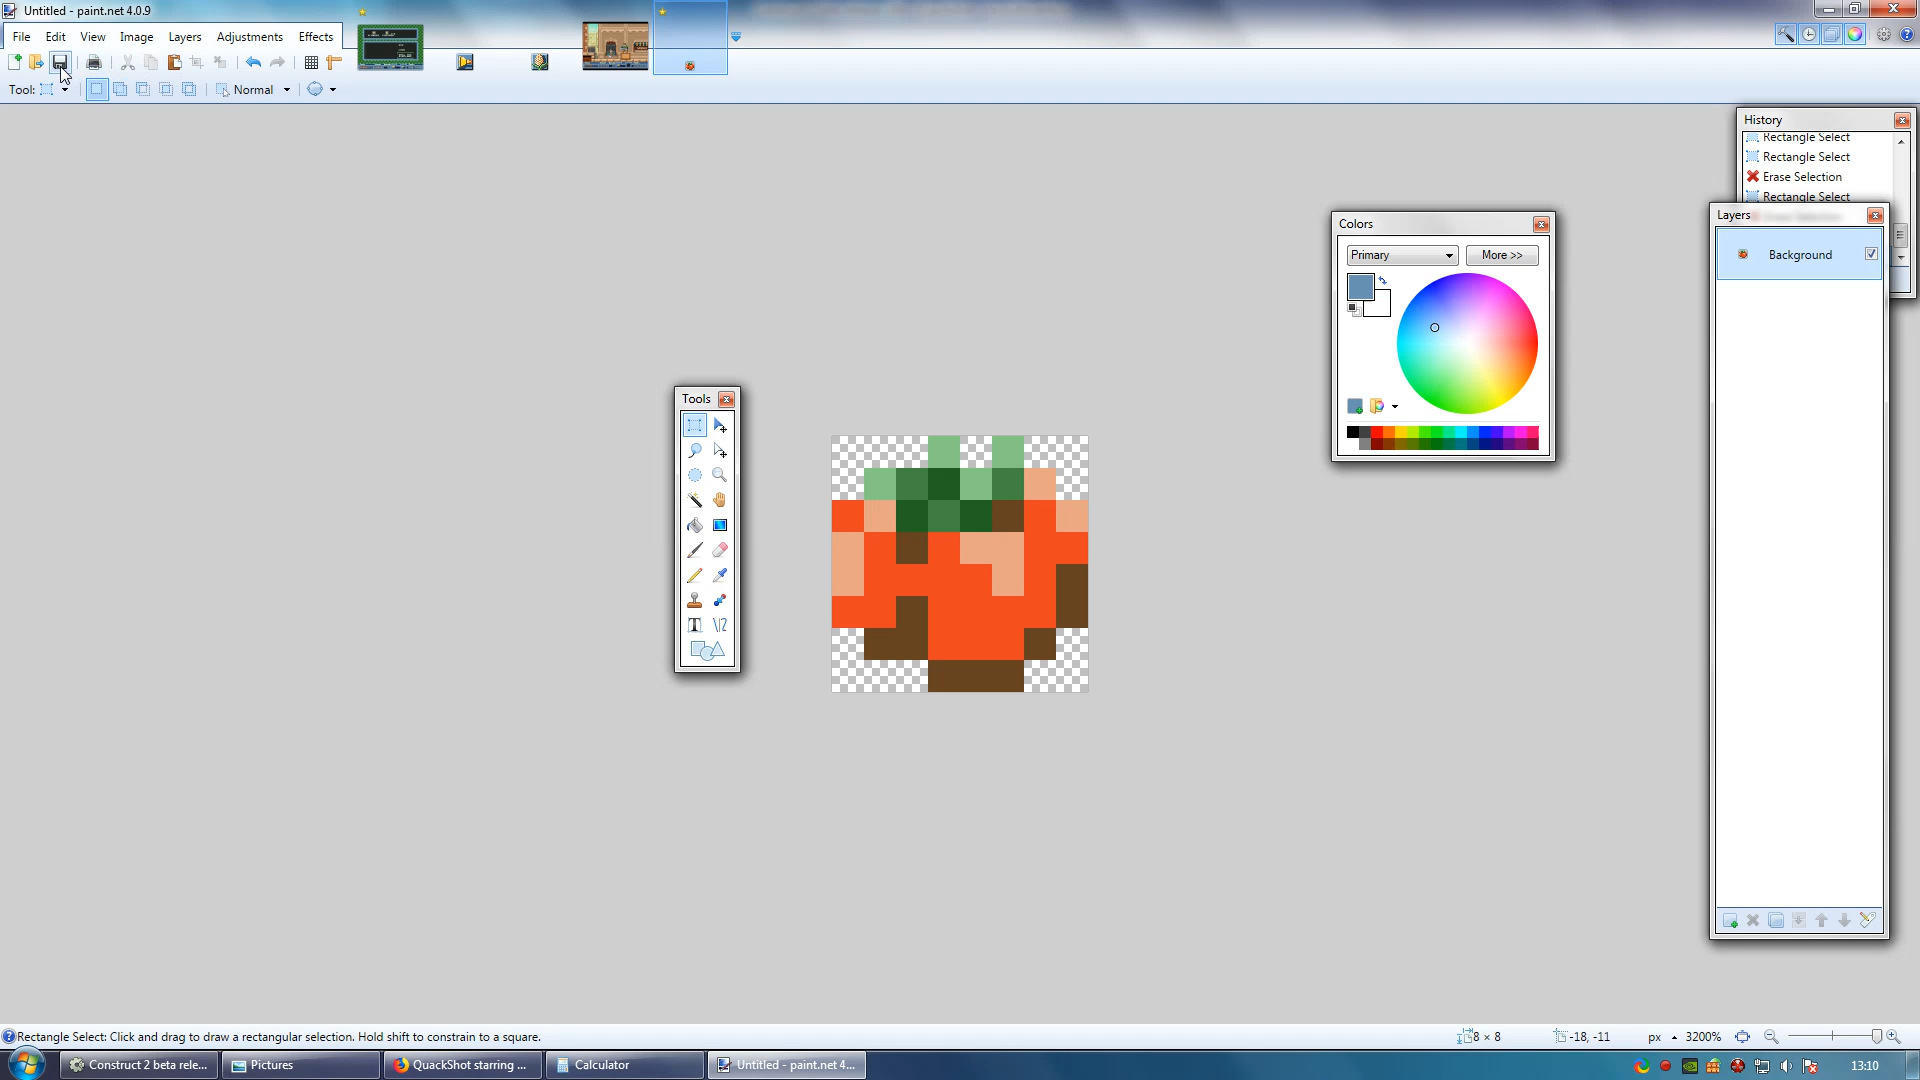 Untitled - paint.net 4.0.9
File Edit View Image Layers Adjustments Effects
Tool: Normal
History
Rectangle Select
Rectangle Select
Erase Selection
Rectangle Select
Layers
Background
Colors
Primary More >>
Tools
Rectangle Select: Click and drag to draw a rectangular selection. Hold shift to constrain to a square.
8 × 8 -18, -11 px 3200%
Construct 2 beta rele... Pictures QuackShot starring ... Calculator Untitled - paint.net 4... 13:10